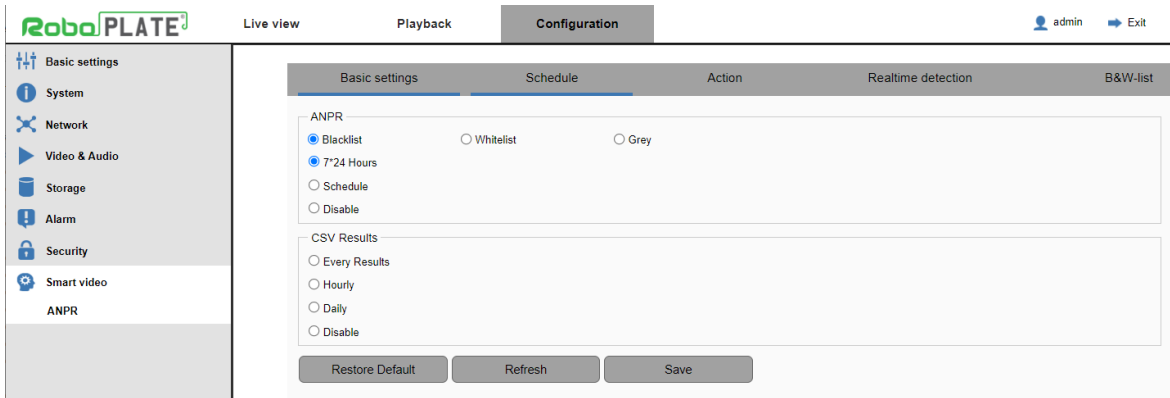 Robo PLATE
Live view Playback Configuration admin Exit
Basic settings
System
Network
Video & Audio
Storage
Alarm
Security
Smart video
ANPR
Basic settings Schedule Action Realtime detection B&W-list
ANPR
Blacklist Whitelist Grey
7*24 Hours
Schedule
Disable
CSV Results
Every Results
Hourly
Daily
Disable
Restore Default Refresh Save